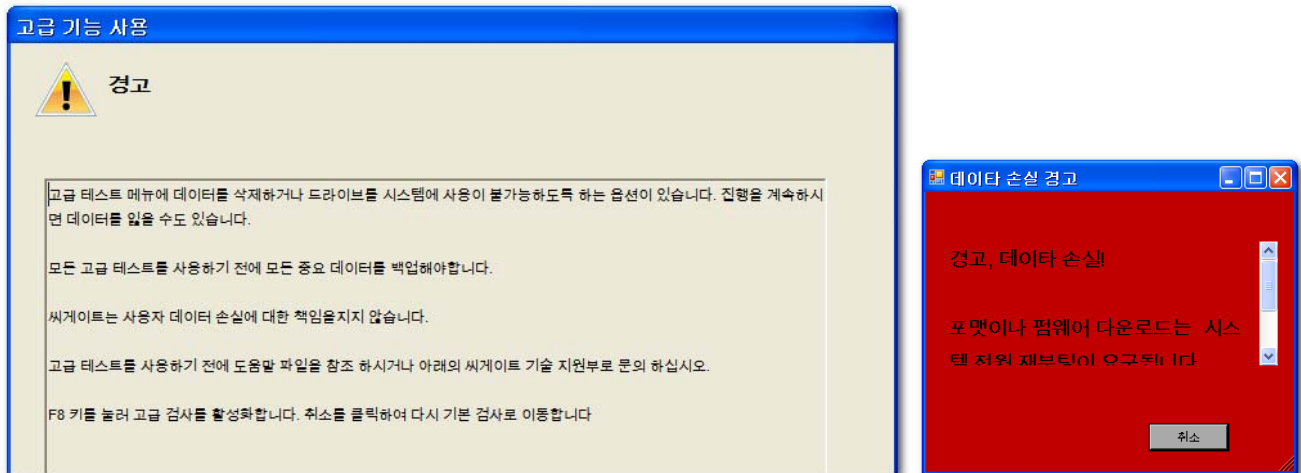 고급 기능 사용
경고
고급 테스트 메뉴에 데이터를 삭제하거나 드라이브를 시스템에 사용이 불가능하도록 하는 옵션이 있습니다. 진행을 계속하시
면 데이터를 잃을 수도 있습니다.
모든 고급 테스트를 사용하기 전에 모든 중요 데이터를 백업해야합니다.
씨게이트는 사용자 데이터 손실에 대한 책임을지지 않습니다.
고급 테스트를 사용하기 전에 도움말 파일을 참조 하시거나 아래의 씨게이트 기술 지원부로 문의 하십시오.
F8 키를 눌러 고급 검사를 활성화합니다. 취소를 클릭하여 다시 기본 검사로 이동합니다
데이타 손실 경고
경고, 데이타 손실!
포맷이나 펌웨어 다운로드는 시스
템 전원 재부팅이 요구됩니다
취소